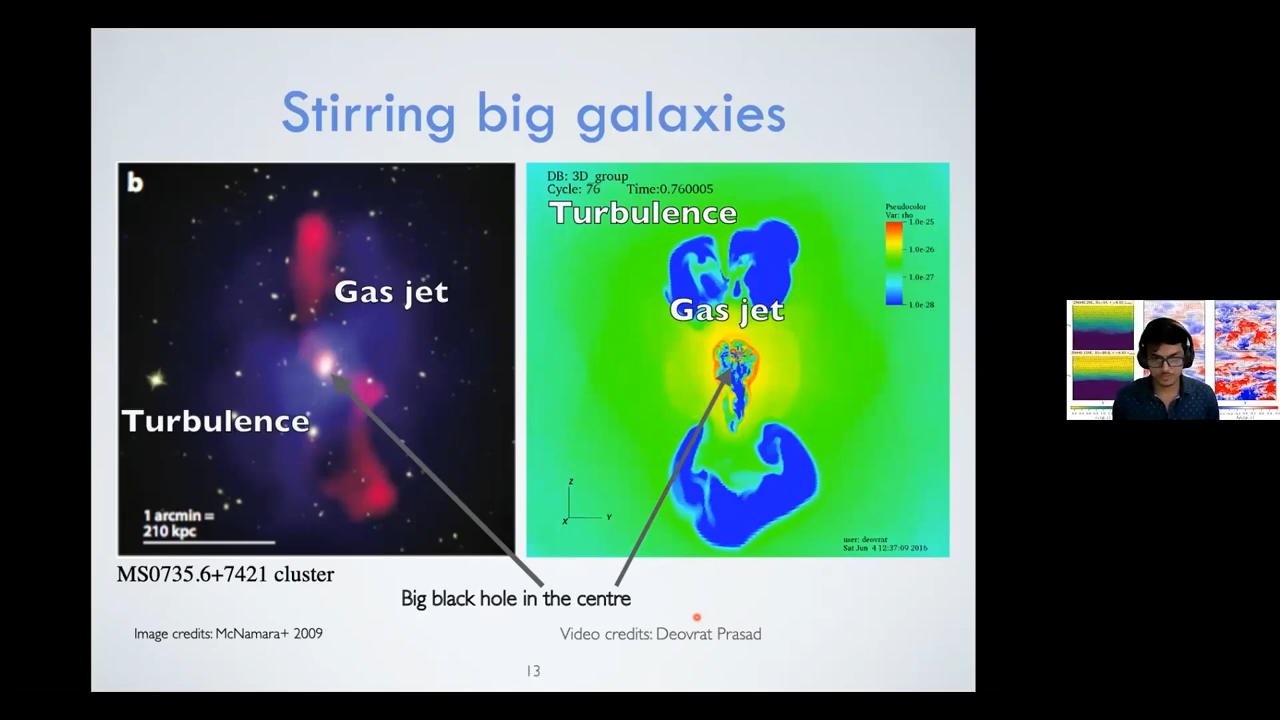 Stirring big galaxies
b
Gas jet
Turbulence
1 arcmin =
210 kpc
DB: 3D_group
Cycle: 76 Time:0.760005
Turbulence
Pseudocolor
Var: rho
1.0e-25
1.0e-26
1.0e-27
1.0e-28
Gas jet
Z
X
Y
user: deovrat
Sat Jun 4 12:37:09 2016
MS0735.6+7421 cluster
Big black hole in the centre
Image credits: McNamara+ 2009
Video credits: Deovrat Prasad
13